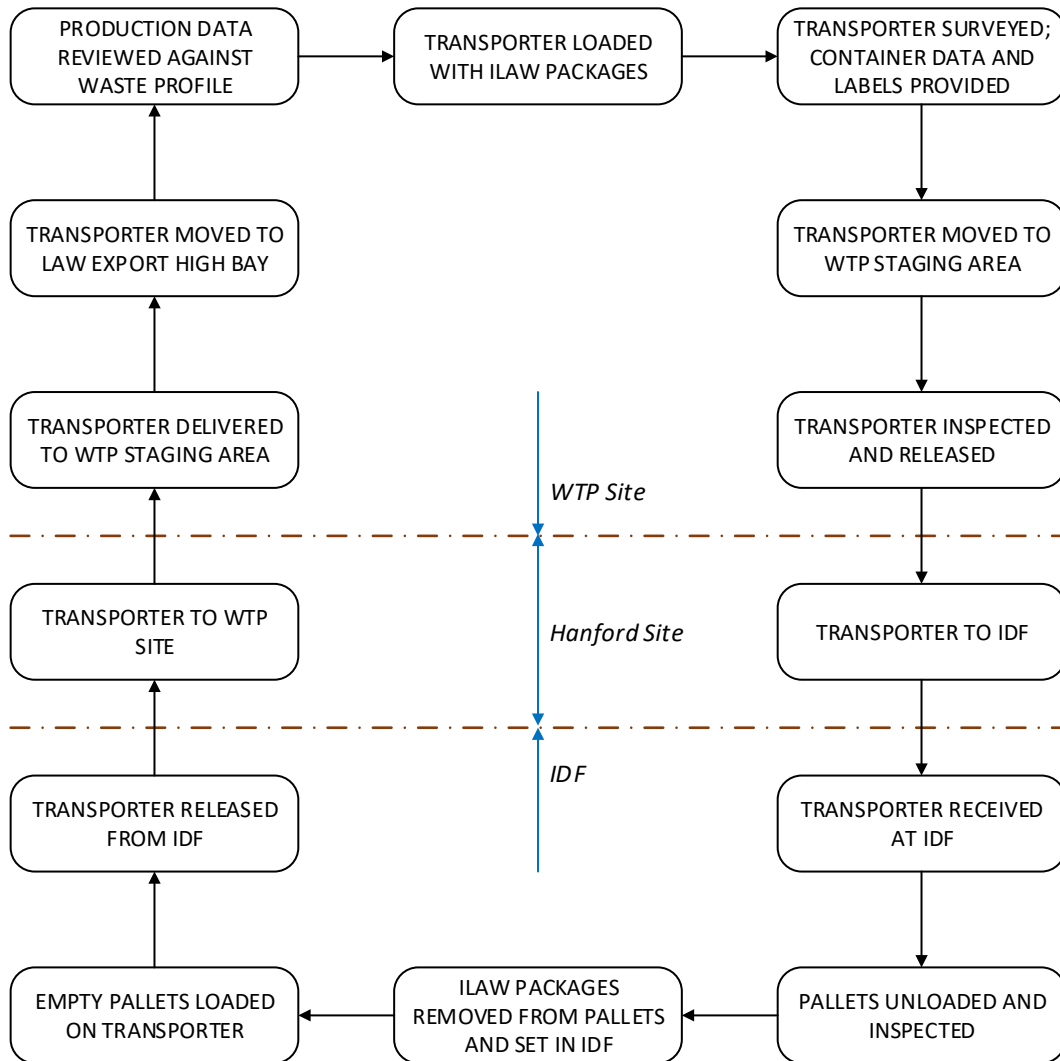 PRODUCTION DATA
REVIEWED AGAINST
WASTE PROFILE
TRANSPORTER LOADED
WITH ILAW PACKAGES
TRANSPORTER SURVEYED;
CONTAINER DATA AND
LABELS PROVIDED
TRANSPORTER MOVED TO
LAW EXPORT HIGH BAY
TRANSPORTER MOVED TO
WTP STAGING AREA
TRANSPORTER DELIVERED
TO WTP STAGING AREA
TRANSPORTER INSPECTED
AND RELEASED
WTP Site
TRANSPORTER TO WTP
SITE
Hanford Site
TRANSPORTER TO IDF
IDF
TRANSPORTER RELEASED
FROM IDF
TRANSPORTER RECEIVED
AT IDF
EMPTY PALLETS LOADED
ON TRANSPORTER
ILAW PACKAGES
REMOVED FROM PALLETS
AND SET IN IDF
PALLETS UNLOADED AND
INSPECTED